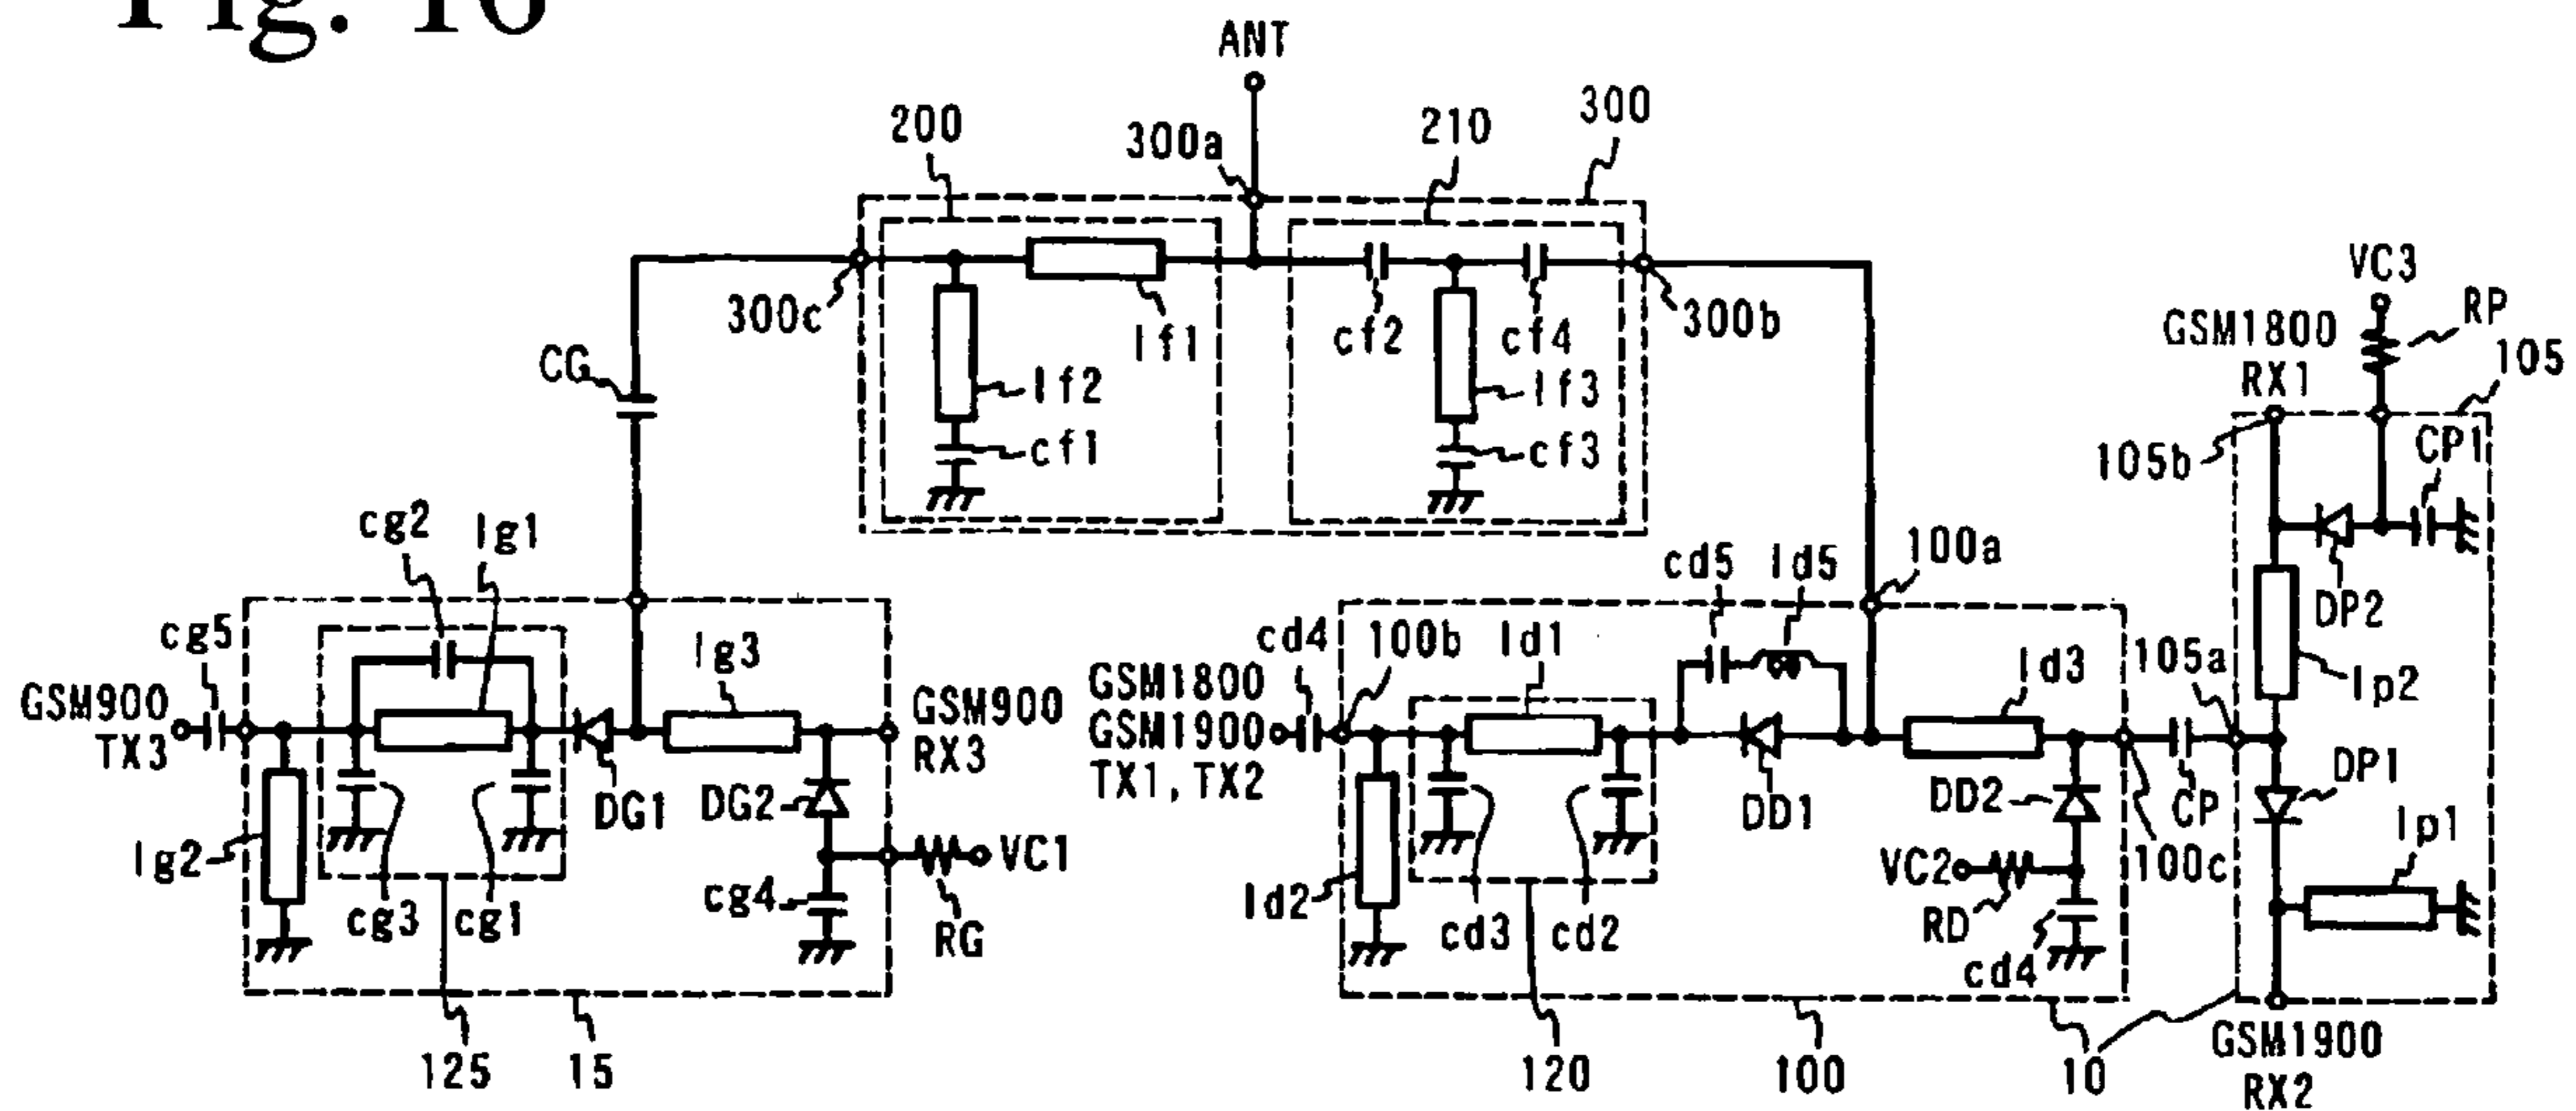 Fig. 16
ANT
200
300a
210
300
300c
lf1
cf2
cf4
300b
VC3
RP
GSM1800
RX1
105
CG
lf2
lf3
cf1
cf3
105b
CP1
cg2
lg1
cd5
ld5
100a
DP2
cg5
lg3
cd4
100b
ld1
ld3
105a
lp2
GSM900
TX3
GSM900
RX3
GSM1800
GSM1900
TX1, TX2
DG1
DG2
DD1
DD2
CP
DP1
lg2
VC1
VC2
100c
lp1
cg3
cg1
cg4
RG
ld2
cd3
cd2
RD
cd4
125
15
120
100
10
GSM1900
RX2